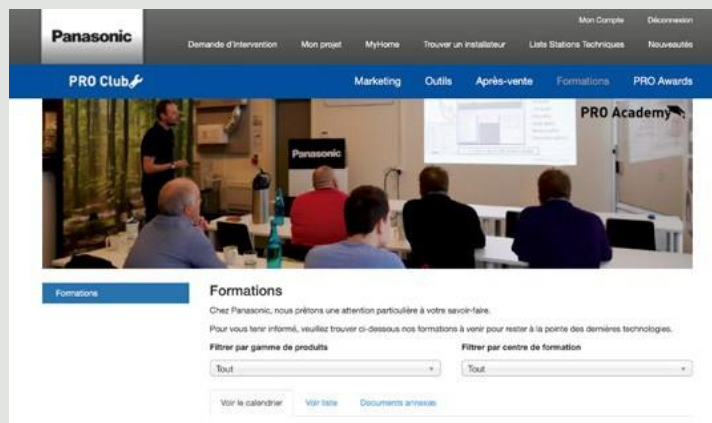 Mon Compte Déconnexion
Panasonic
Demande d'Intervention Mon projet MyHome Trouver un installateur Liste Stations Techniques Nouveautés
PRO Club Marketing Outils Après-vente Formations PRO Awards
PRO Academy
Panasonic
Formations
Formations
Chez Panasonic, nous prêtons une attention particulière à votre savoir-faire.
Pour vous tenir informé, veuillez trouver ci-dessous nos formations à venir pour rester à la pointe des dernières technologies.
Filtrer par gamme de produits Filtrer par centre de formation
Tout Tout
Voir le calendrier Voir liste Documents annexes